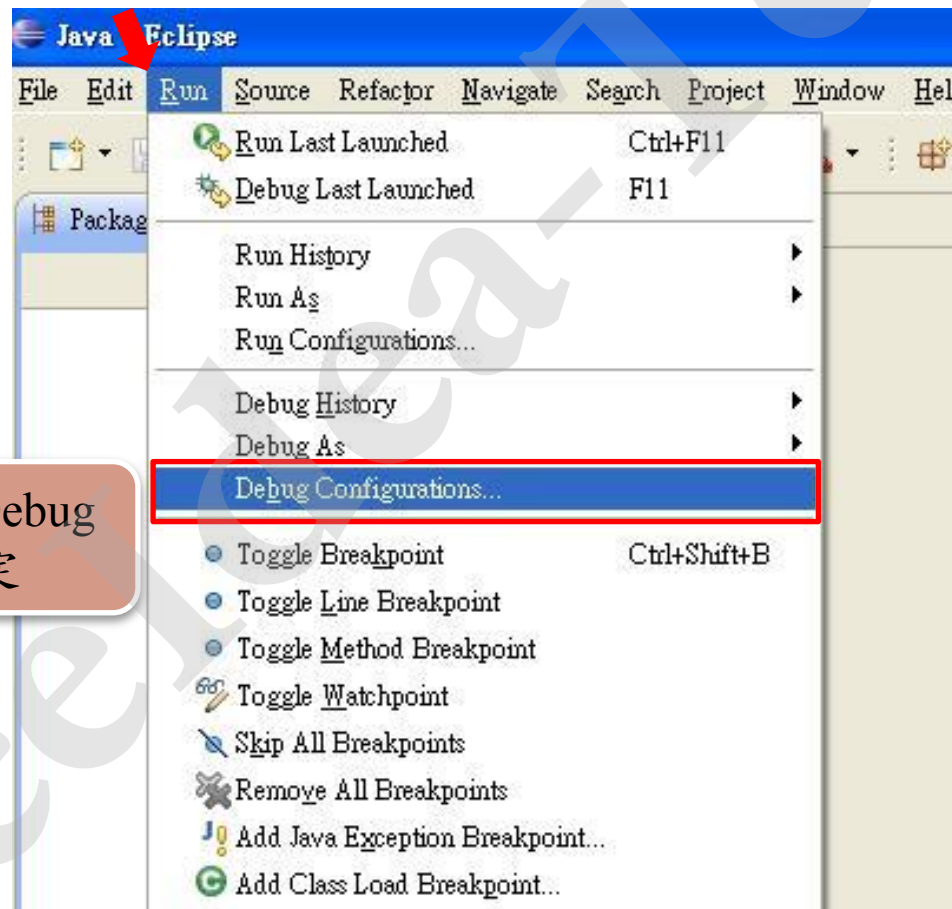 Java Eclipse
File Edit Run Source Refactor Navigate Search Project Window Hel
Run Last Launched Ctrl+F11
Debug Last Launched F11
Packag
Run History
Run As
Run Configurations...
Debug History
Debug As
Debug Configurations...
ebug
Toggle Breakpoint Ctrl+Shift+B
Toggle Line Breakpoint
Toggle Method Breakpoint
Toggle Watchpoint
Skip All Breakpoints
Remove All Breakpoints
Add Java Exception Breakpoint...
Add Class Load Breakpoint...